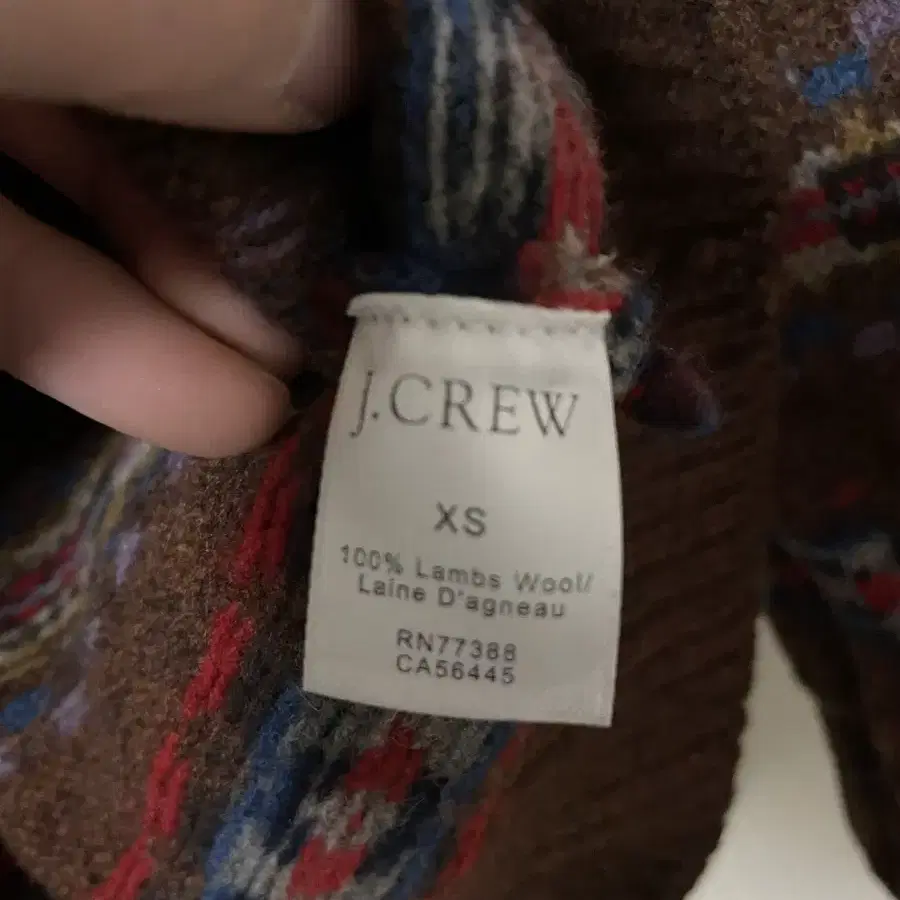 J.CREW
XS
100% Lambs Wool/
Laine D'agneau
RN77388
CA56445